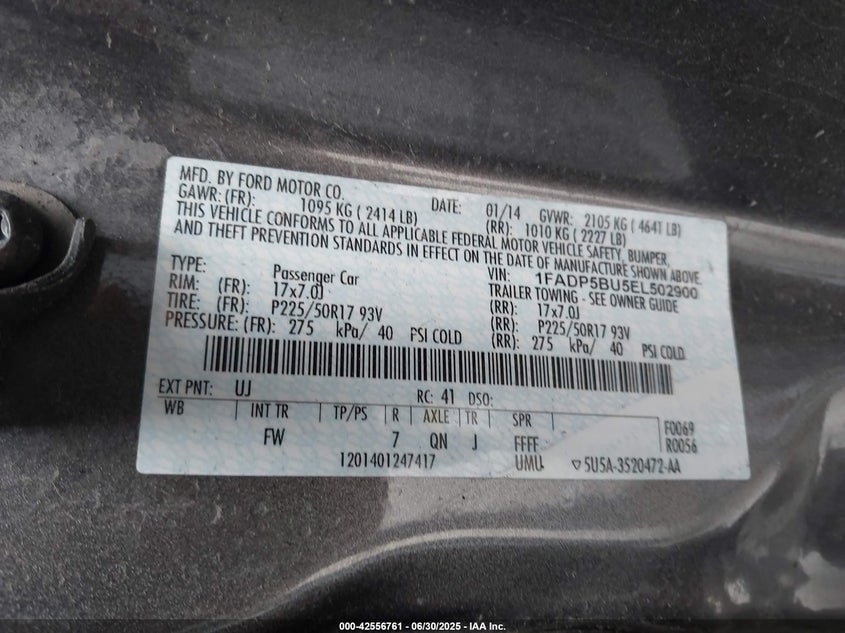 MFD. BY FORD MOTOR CO.
DATE: 01/14 GVWR: 2105 KG ( 4641 LB)
GAWR: (FR): 1095 KG ( 2414 LB) (RR): 1010 KG ( 2227 LB)
THIS VEHICLE CONFORMS TO ALL APPLICABLE FEDERAL MOTOR VEHICLE SAFETY, BUMPER,
AND THEFT PREVENTION STANDARDS IN EFFECT ON THE DATE OF MANUFACTURE SHOWN ABOVE.
VIN: 1FADP5BU5EL502900
TYPE: Passenger Car TRAILER TOWING - SEE OWNER GUIDE
RIM: (FR): 17x7.0J (RR): 17x7.0J
TIRE: (FR): P225/50R17 93V (RR): P225/50R17 93V
PRESSURE: (FR): 275 kPa/ 40 PSI COLD (RR): 275 kPa/ 40 PSI COLD
EXT PNT: UJ RC: 41 DSO:
WB INT TR TP/PS R AXLE TR SPR F0069
FW 7 QN J FFFF R0056
1201401247417 UMU 5U5A-3520472-AA
000-42556761 - 06/30/2025 - IAA Inc.